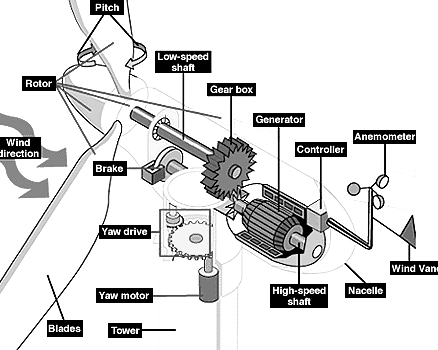 Pitch
Low-speed
shaft
Rotor
Gear box
Generator
Anemometer
Controller
Wind
direction
Brake
Yaw drive
Wind Van
Yaw motor
High-speed
shaft
Nacelle
Blades
Tower